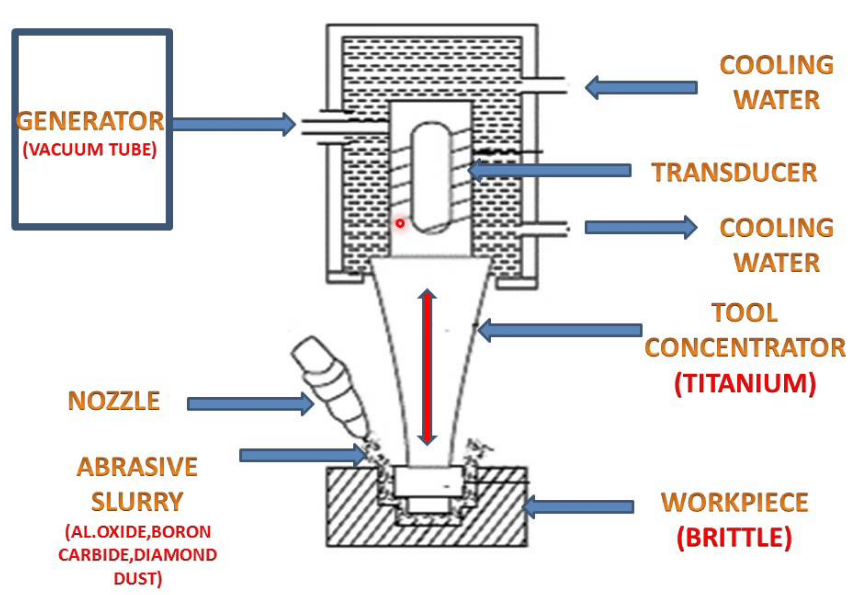 GENERATOR
(VACUUM TUBE)
COOLING
WATER
TRANSDUCER
COOLING
WATER
TOOL
CONCENTRATOR
(TITANIUM)
NOZZLE
ABRASIVE
SLURRY
(AL.OXIDE,BORON
CARBIDE,DIAMOND
DUST)
WORKPIECE
(BRITTLE)